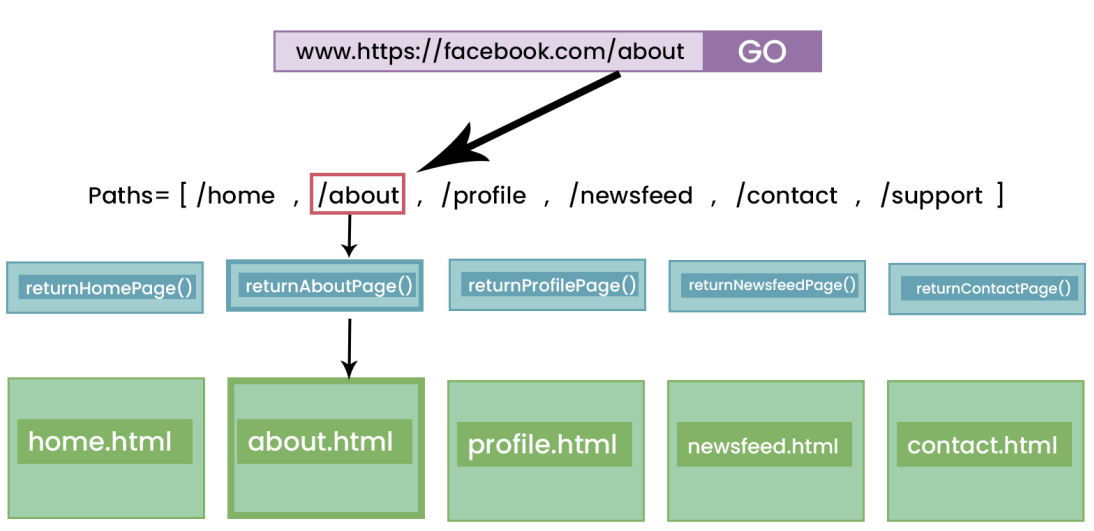 www.https://facebook.com/about GO
Paths= [ /home , /about , /profile , /newsfeed , /contact , /support ]
returnHomePage() returnAboutPage() returnProfilePage() returnNewsfeedPage() returnContactPage()
home.html about.html profile.html newsfeed.html contact.html